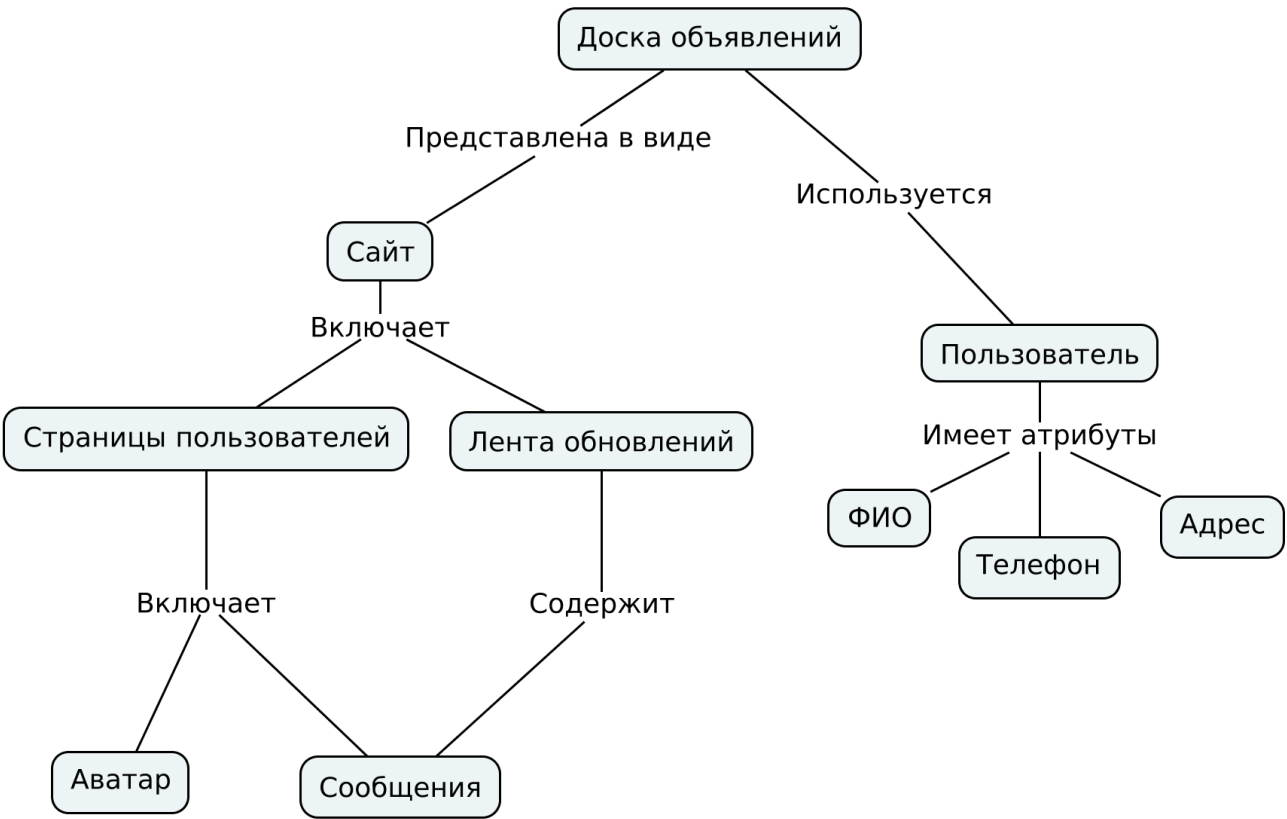 Доска объявлений
Представлена в виде
Используется
Сайт
Включает
Пользователь
Страницы пользователей
Лента обновлений
Имеет атрибуты
ФИО
Адрес
Телефон
Включает
Содержит
Аватар
Сообщения